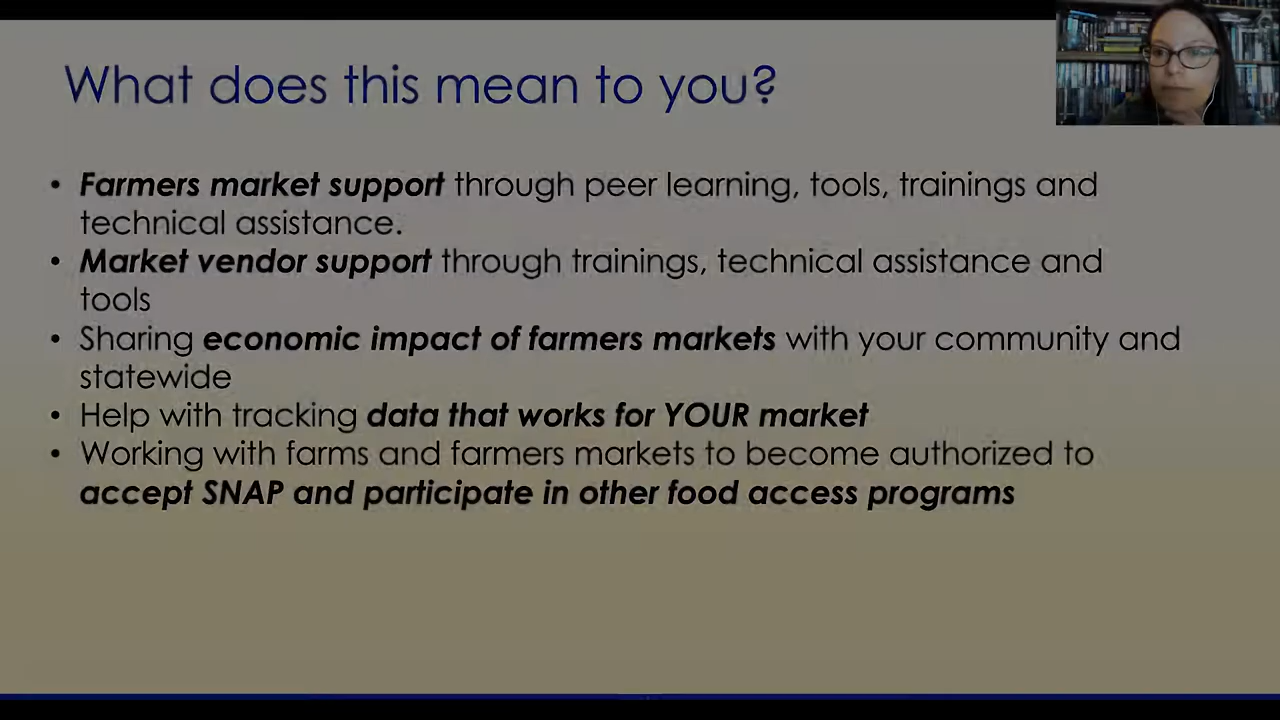 What does this mean to you?
• Farmers market support through peer learning, tools, trainings and
technical assistance.
• Market vendor support through trainings, technical assistance and
tools
• Sharing economic impact of farmers markets with your community and
statewide
• Help with tracking data that works for YOUR market
• Working with farms and farmers markets to become authorized to
accept SNAP and participate in other food access programs